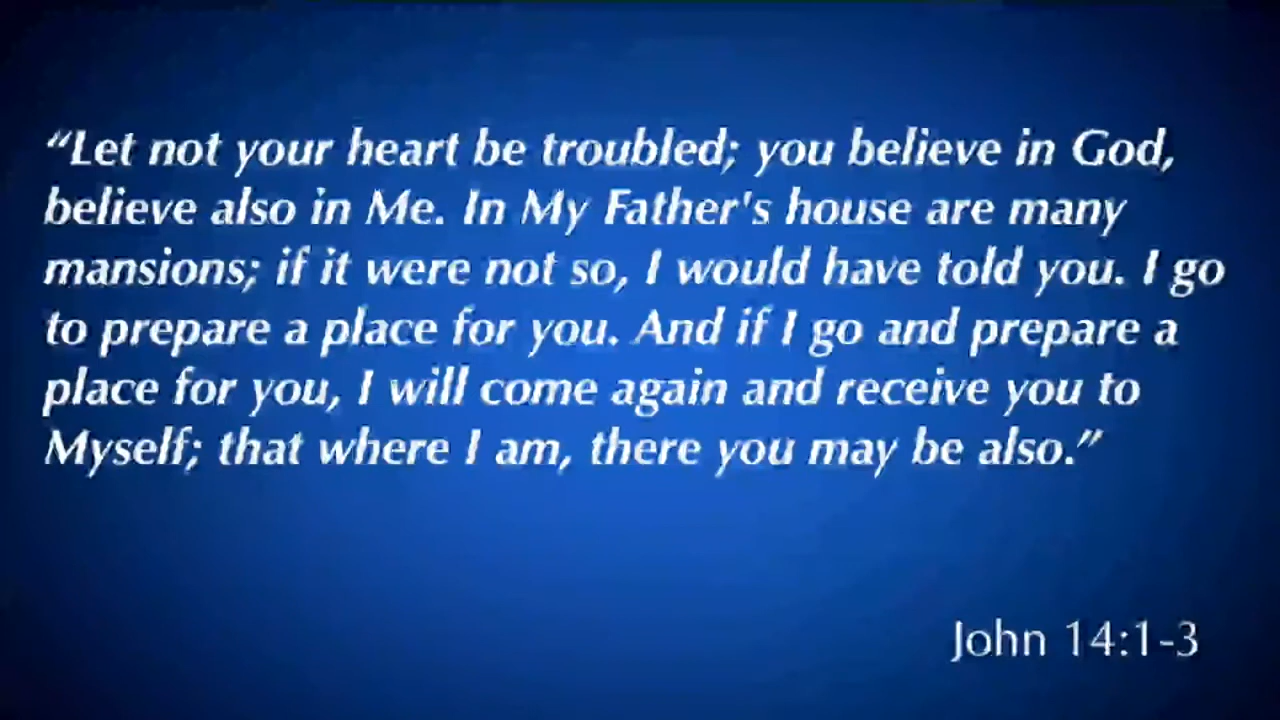 “Let not your heart be troubled; you believe in God,
believe also in Me. In My Father's house are many
mansions; if it were not so, I would have told you. I go
to prepare a place for you. And if I go and prepare a
place for you, I will come again and receive you to
Myself; that where I am, there you may be also.”
John 14:1-3